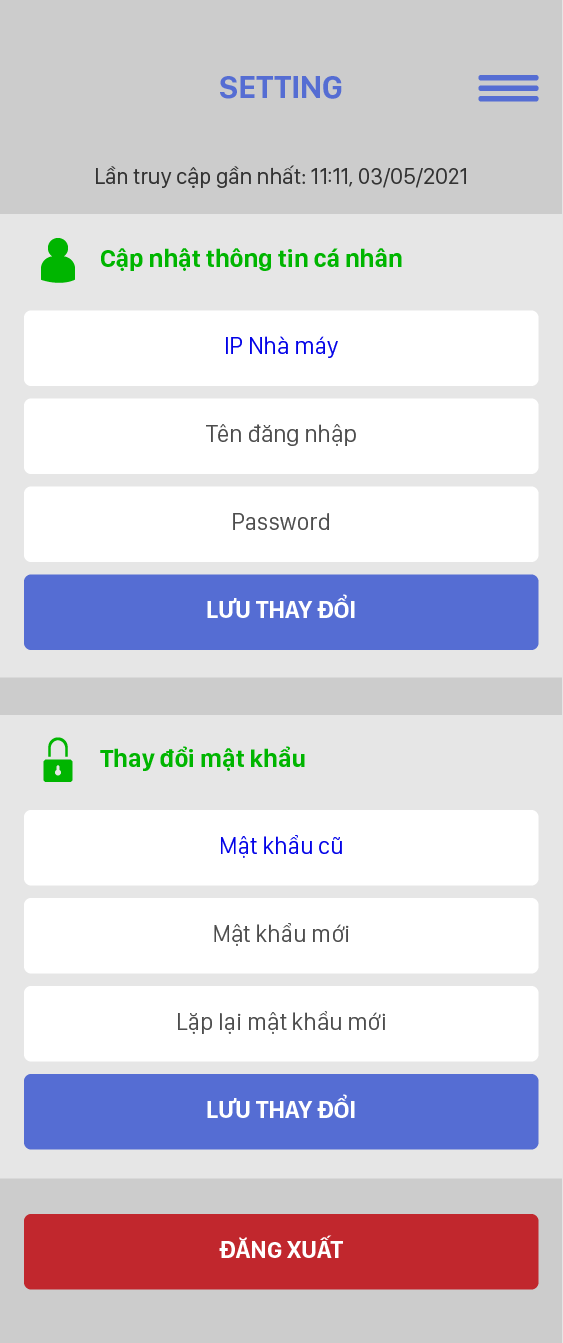 SETTING
Lần truy cập gần nhất: 11:11, 03/05/2021
Cập nhật thông tin cá nhân
IP Nhà máy
Tên đăng nhập
Password
LƯU THAY ĐỔI
Thay đổi mật khẩu
Mật khẩu cũ
Mật khẩu mới
Lặp lại mật khẩu mới
LƯU THAY ĐỔI
ĐĂNG XUẤT